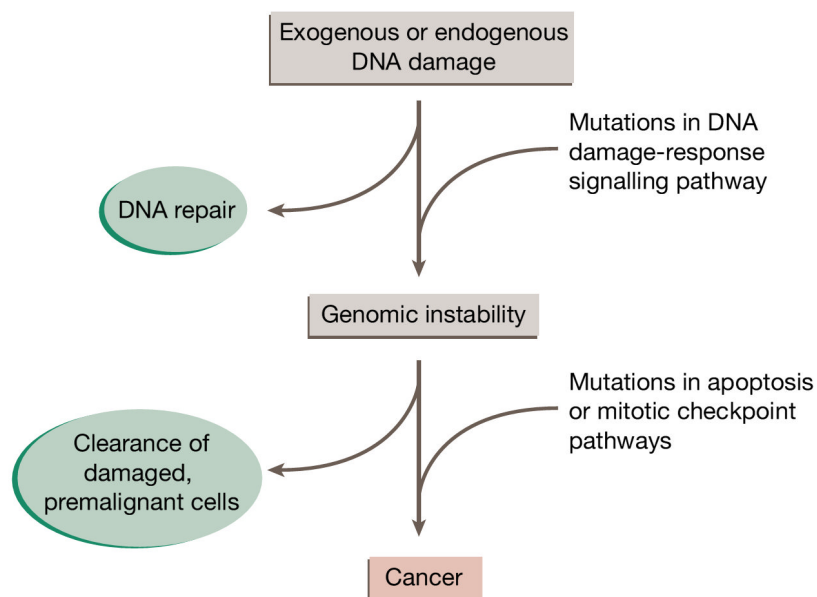 Exogenous or endogenous
DNA damage
Mutations in DNA
damage-response
signalling pathway
DNA repair
Genomic instability
Mutations in apoptosis
or mitotic checkpoint
pathways
Clearance of
damaged,
premalignant cells
Cancer